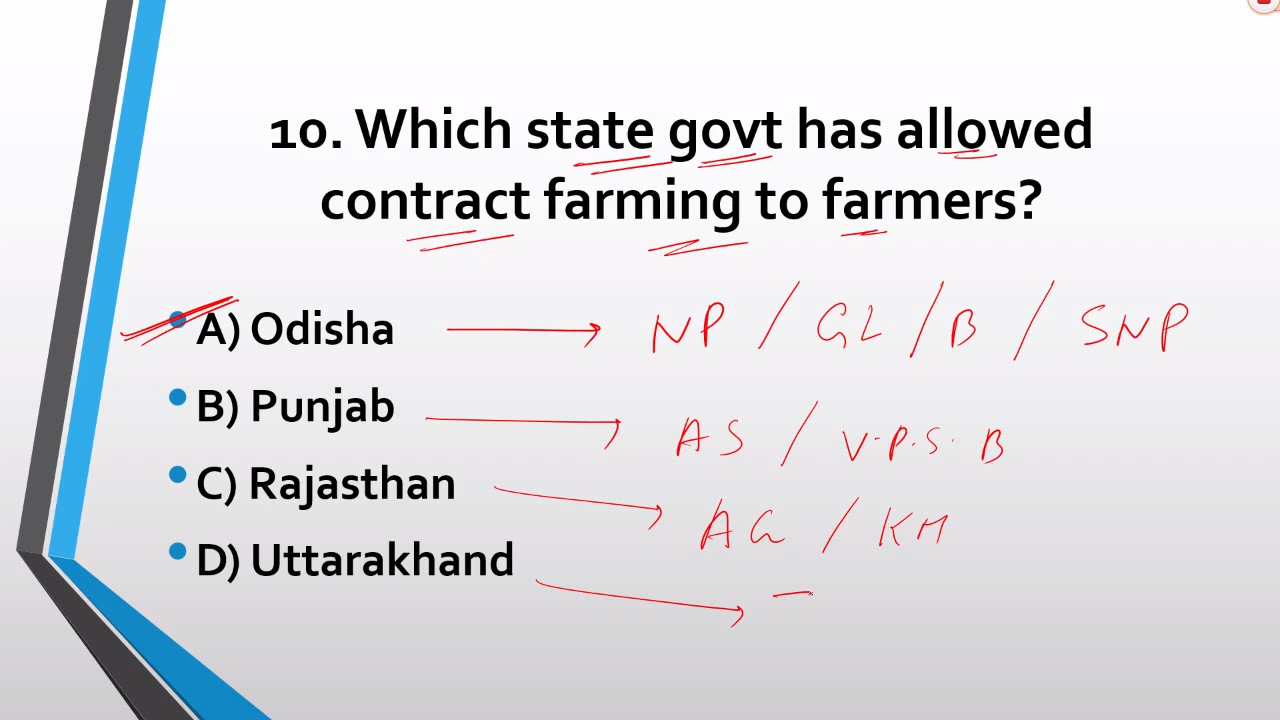 10. Which state govt has allowed
contract farming to farmers?
A) Odisha NP / GL / B / SNP
B) Punjab AS / V.P.S. B
C) Rajasthan AG / KM
D) Uttarakhand